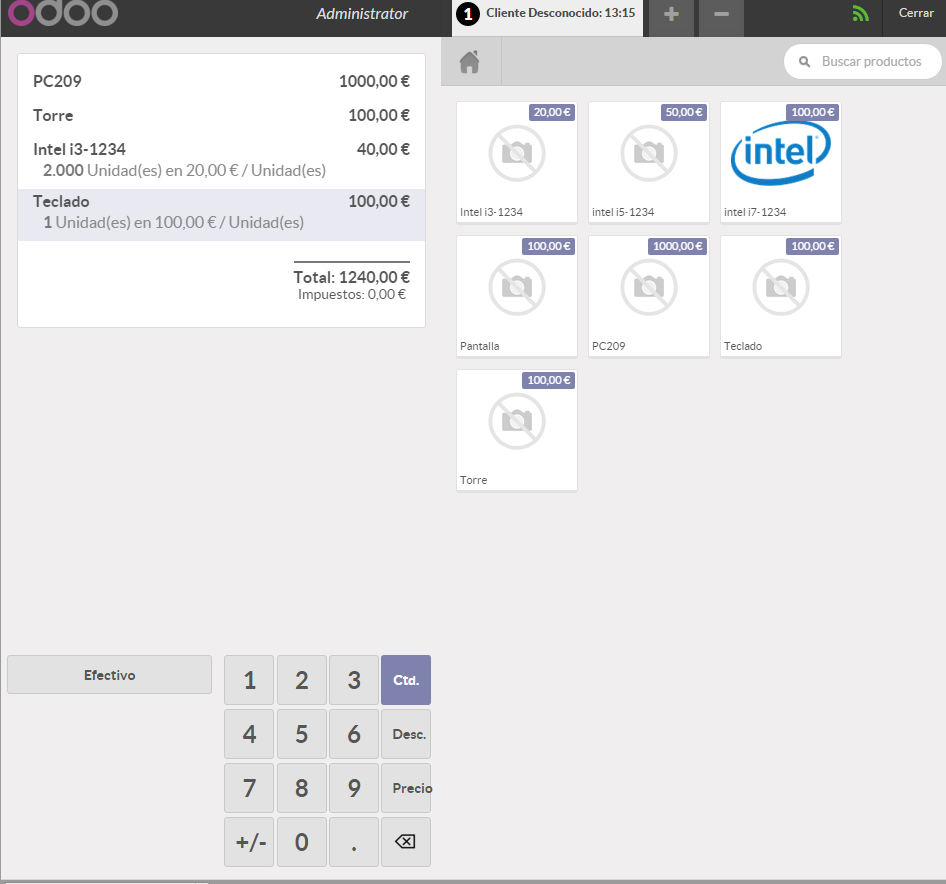 odoo
Administrator
1 Cliente Desconocido: 13:15
+ −
Cerrar
Buscar productos
PC209 1000,00 €
Torre 100,00 €
Intel i3-1234 40,00 €
2.000 Unidad(es) en 20,00 € / Unidad(es)
Teclado 100,00 €
1 Unidad(es) en 100,00 € / Unidad(es)
Total: 1240,00 €
Impuestos: 0,00 €
20,00 €
Intel i3-1234
50,00 €
intel i5-1234
100,00 €
intel
intel i7-1234
100,00 €
Pantalla
1000,00 €
PC209
100,00 €
Teclado
100,00 €
Torre
Efectivo
1 2 3 Ctd.
4 5 6 Desc.
7 8 9 Precio
+/- 0 .